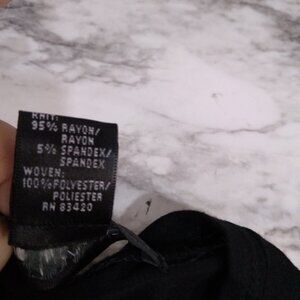 KNIT:
95% RAYON/
RAYON
5% SPANDEX/
SPANDEX
WOVEN:
100% POLYESTER/
POLIESTER
RN 83420